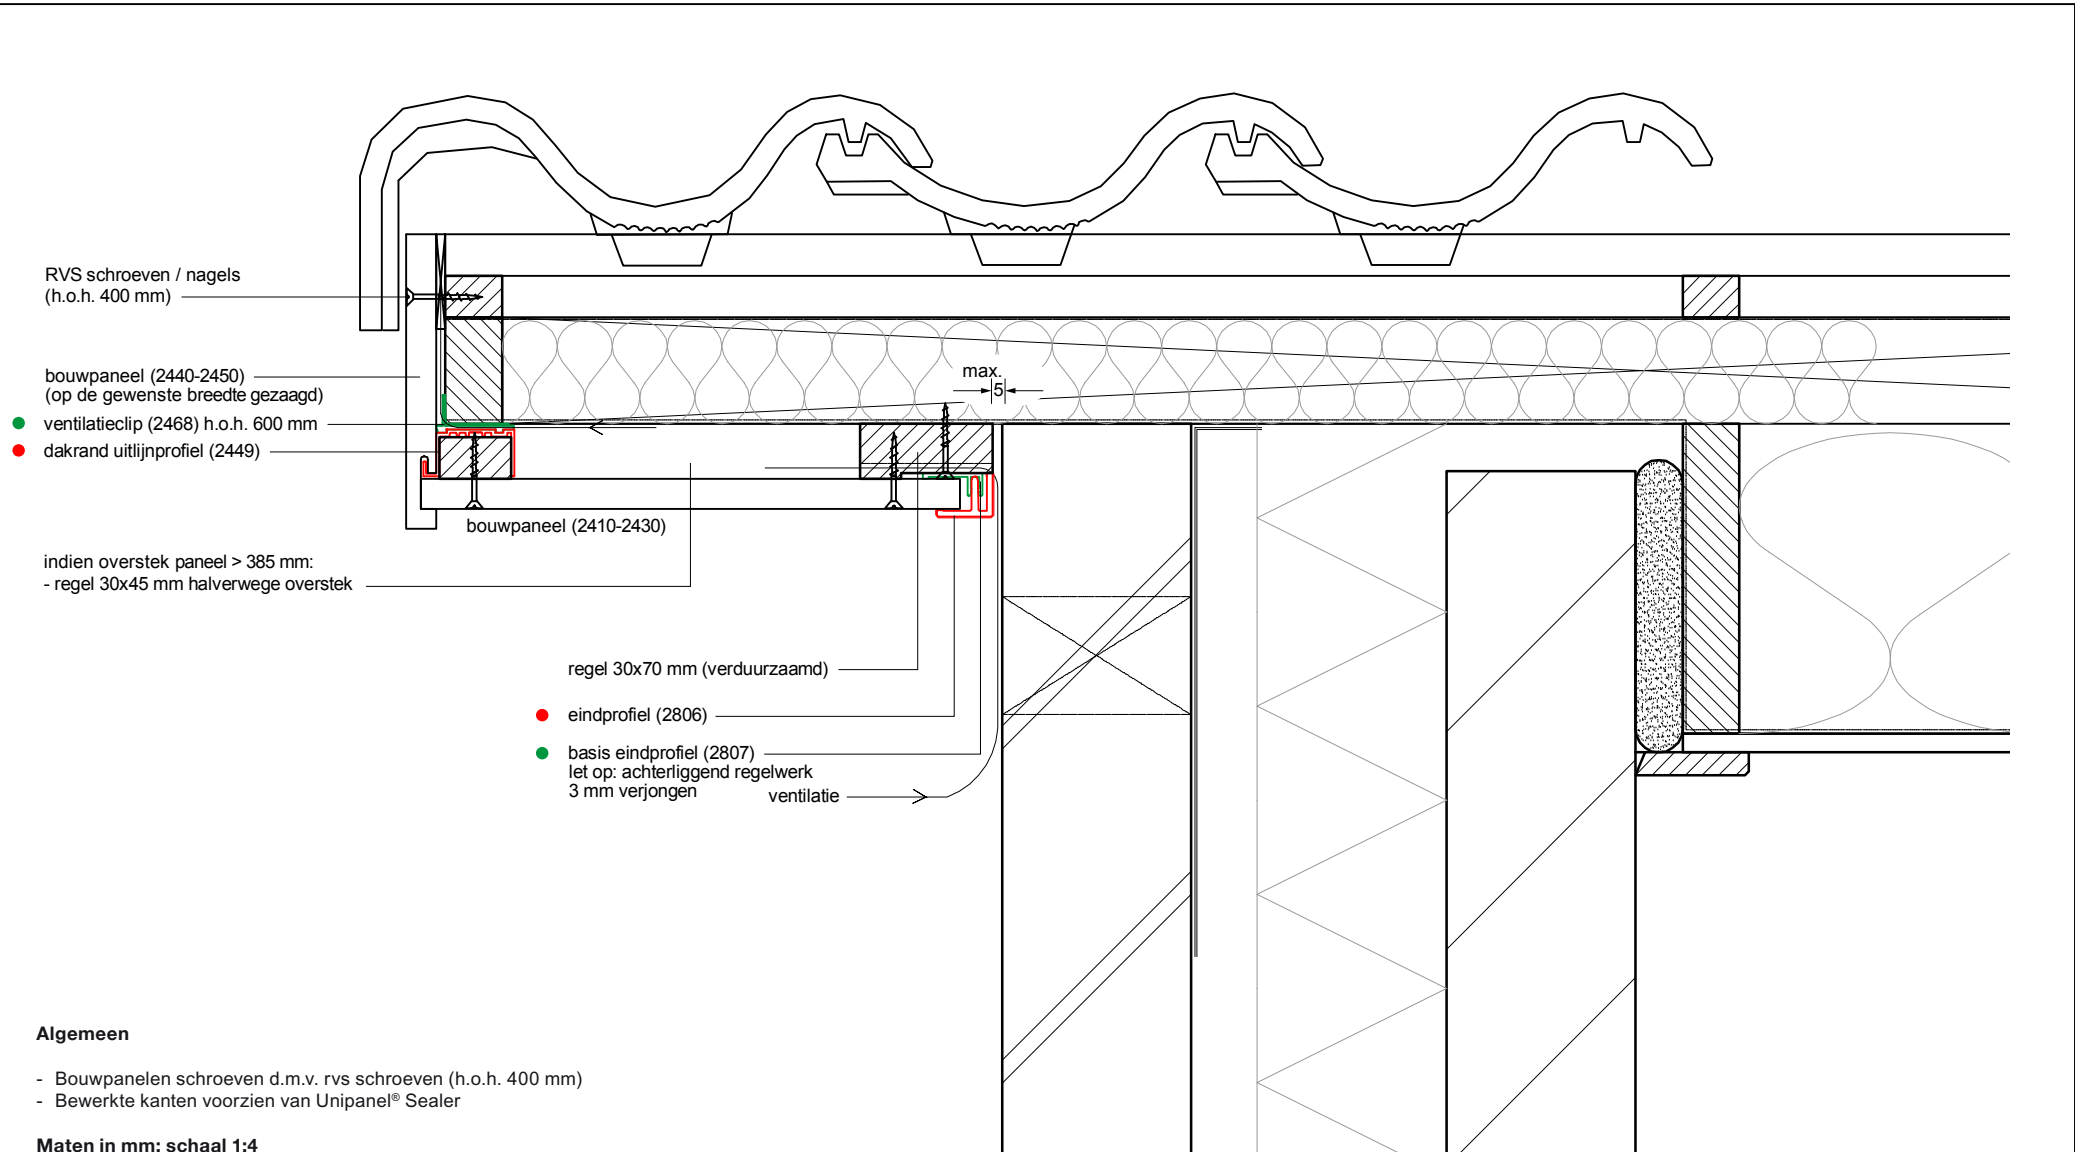 RVS schroeven / nagels
(h.o.h. 400 mm)
max.
5
bouwpaneel (2440-2450)
(op de gewenste breedte gezaagd)
ventilatieclip (2468) h.o.h. 600 mm
dakrand uitlijnprofiel (2449)
bouwpaneel (2410-2430)
indien overstek paneel > 385 mm:
- regel 30x45 mm halverwege overstek
regel 30x70 mm (verduurzaamd)
eindprofiel (2806)
basis eindprofiel (2807)
let op: achterliggend regelwerk
3 mm verjongen
ventilatie
Algemeen
- Bouwpanelen schroeven d.m.v. rvs schroeven (h.o.h. 400 mm)
- Bewerkte kanten voorzien van Unipanel® Sealer
Maten in mm: schaal 1:4